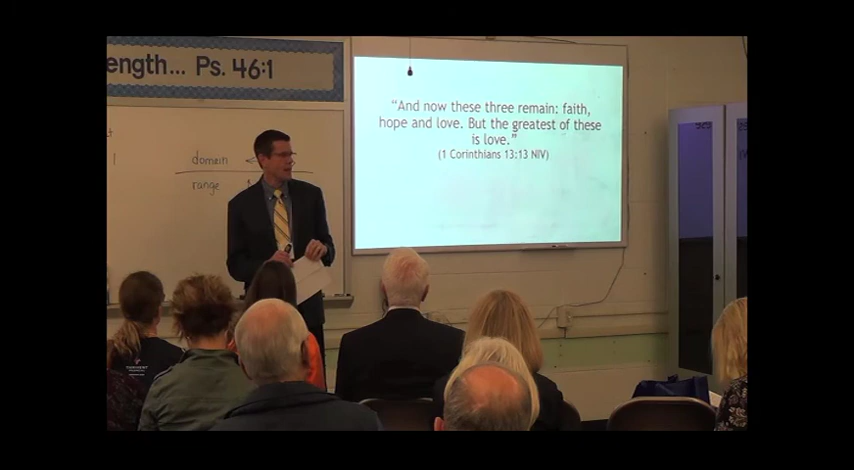 ength... Ps. 46:1
domain
range
“And now these three remain: faith,
hope and love. But the greatest of these
is love.”
(1 Corinthians 13:13 NIV)